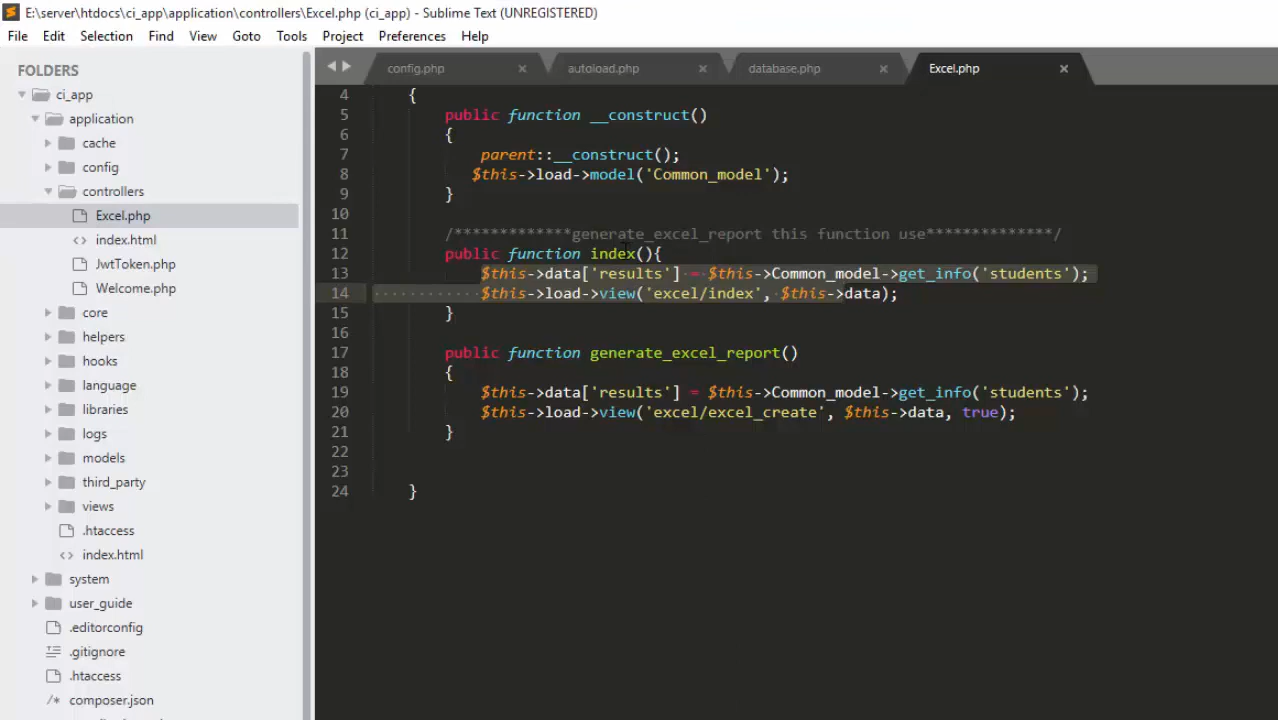 E:\server\htdocs\ci_app\application\controllers\Excel.php (ci_app) - Sublime Text (UNREGISTERED)
File Edit Selection Find View Goto Tools Project Preferences Help
FOLDERS
ci_app
application
cache
config
controllers
Excel.php
index.html
JwtToken.php
Welcome.php
core
helpers
hooks
language
libraries
logs
models
third_party
views
.htaccess
index.html
system
user_guide
.editorconfig
.gitignore
.htaccess
composer.json
config.php autoload.php database.php Excel.php
4 {
5 public function __construct()
6 {
7 parent::__construct();
8 $this->load->model('Common_model');
9 }
10
11 /*************generate_excel_report this function use**************/
12 public function index(){
13 $this->data['results'] = $this->Common_model->get_info('students');
14 $this->load->view('excel/index', $this->data);
15 }
16
17 public function generate_excel_report()
18 {
19 $this->data['results'] = $this->Common_model->get_info('students');
20 $this->load->view('excel/excel_create', $this->data, true);
21 }
22
23
24 }